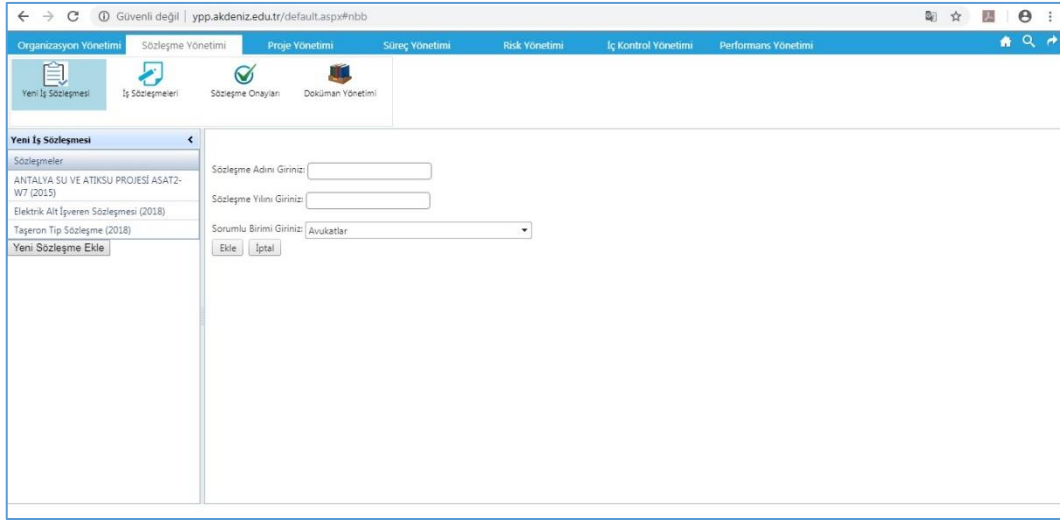 Güvenli değil | ypp.akdeniz.edu.tr/default.aspx#nbb
Organizasyon Yönetimi Sözleşme Yönetimi Proje Yönetimi Süreç Yönetimi Risk Yönetimi İç Kontrol Yönetimi Performans Yönetimi
Yeni İş Sözleşmesi İş Sözleşmeleri Sözleşme Onayları Doküman Yönetimi
Yeni İş Sözleşmesi
Sözleşmeler
ANTALYA SU VE ATIKSU PROJESİ ASAT2-
W7 (2015)
Elektrik Alt İşveren Sözleşmesi (2018)
Taşeron Tip Sözleşme (2018)
Yeni Sözleşme Ekle
Sözleşme Adını Giriniz:
Sözleşme Yılını Giriniz:
Sorumlu Birimi Giriniz: Avukatlar
Ekle İptal